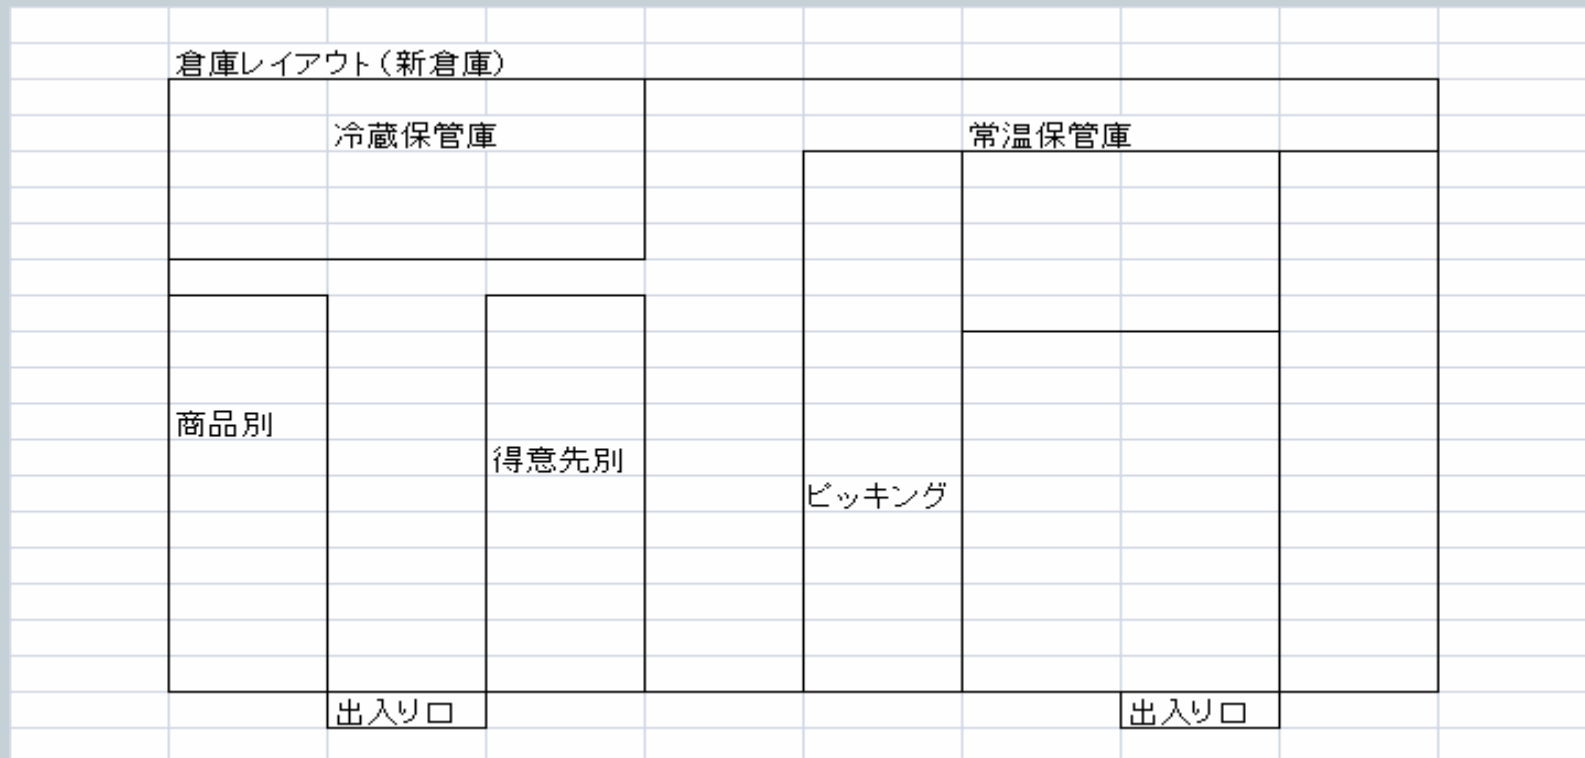 倉庫レイアウト(新倉庫)
冷蔵保管庫
常温保管庫
商品別
得意先別
ピッキング
出入り口
出入り口